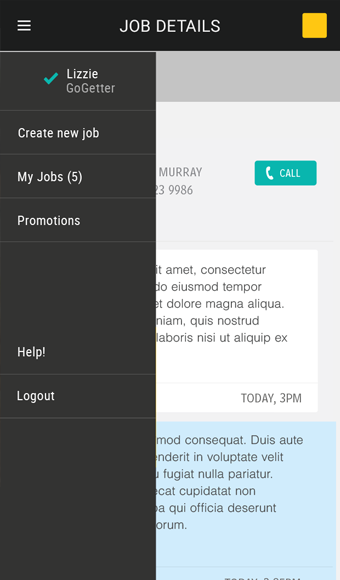 JOB DETAILS
Lizzie
GoGetter
Create new job
My Jobs (5)
Promotions
Help!
Logout
MURRAY
23 9986
CALL
it amet, consectetur
do eiusmod tempor
et dolore magna aliqua.
niam, quis nostrud
laboris nisi ut aliquip ex
TODAY, 3PM
mod consequat. Duis aute
enderit in voluptate velit
u fugiat nulla pariatur.
ecat cupidatat non
pa qui officia deserunt
orum.